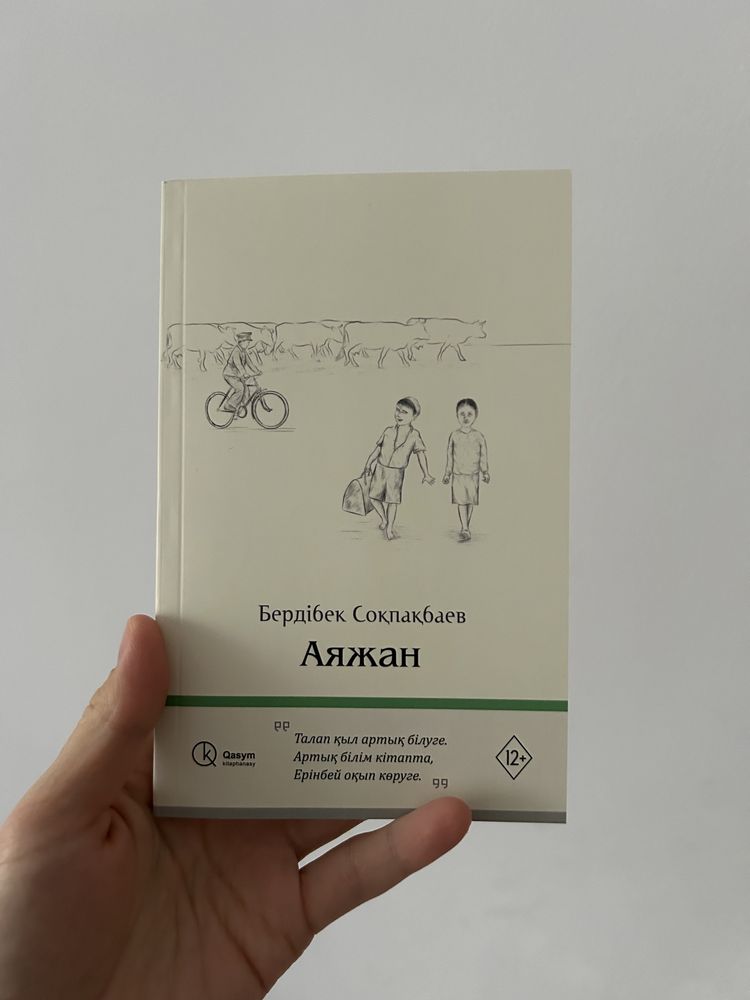 Бердібек Соқпақбаев
Аяжан
Талап қыл артық білуге.
Артық білім кітапта,
Ерінбей оқып көруге.
Qasym
kitaphanasy
12+